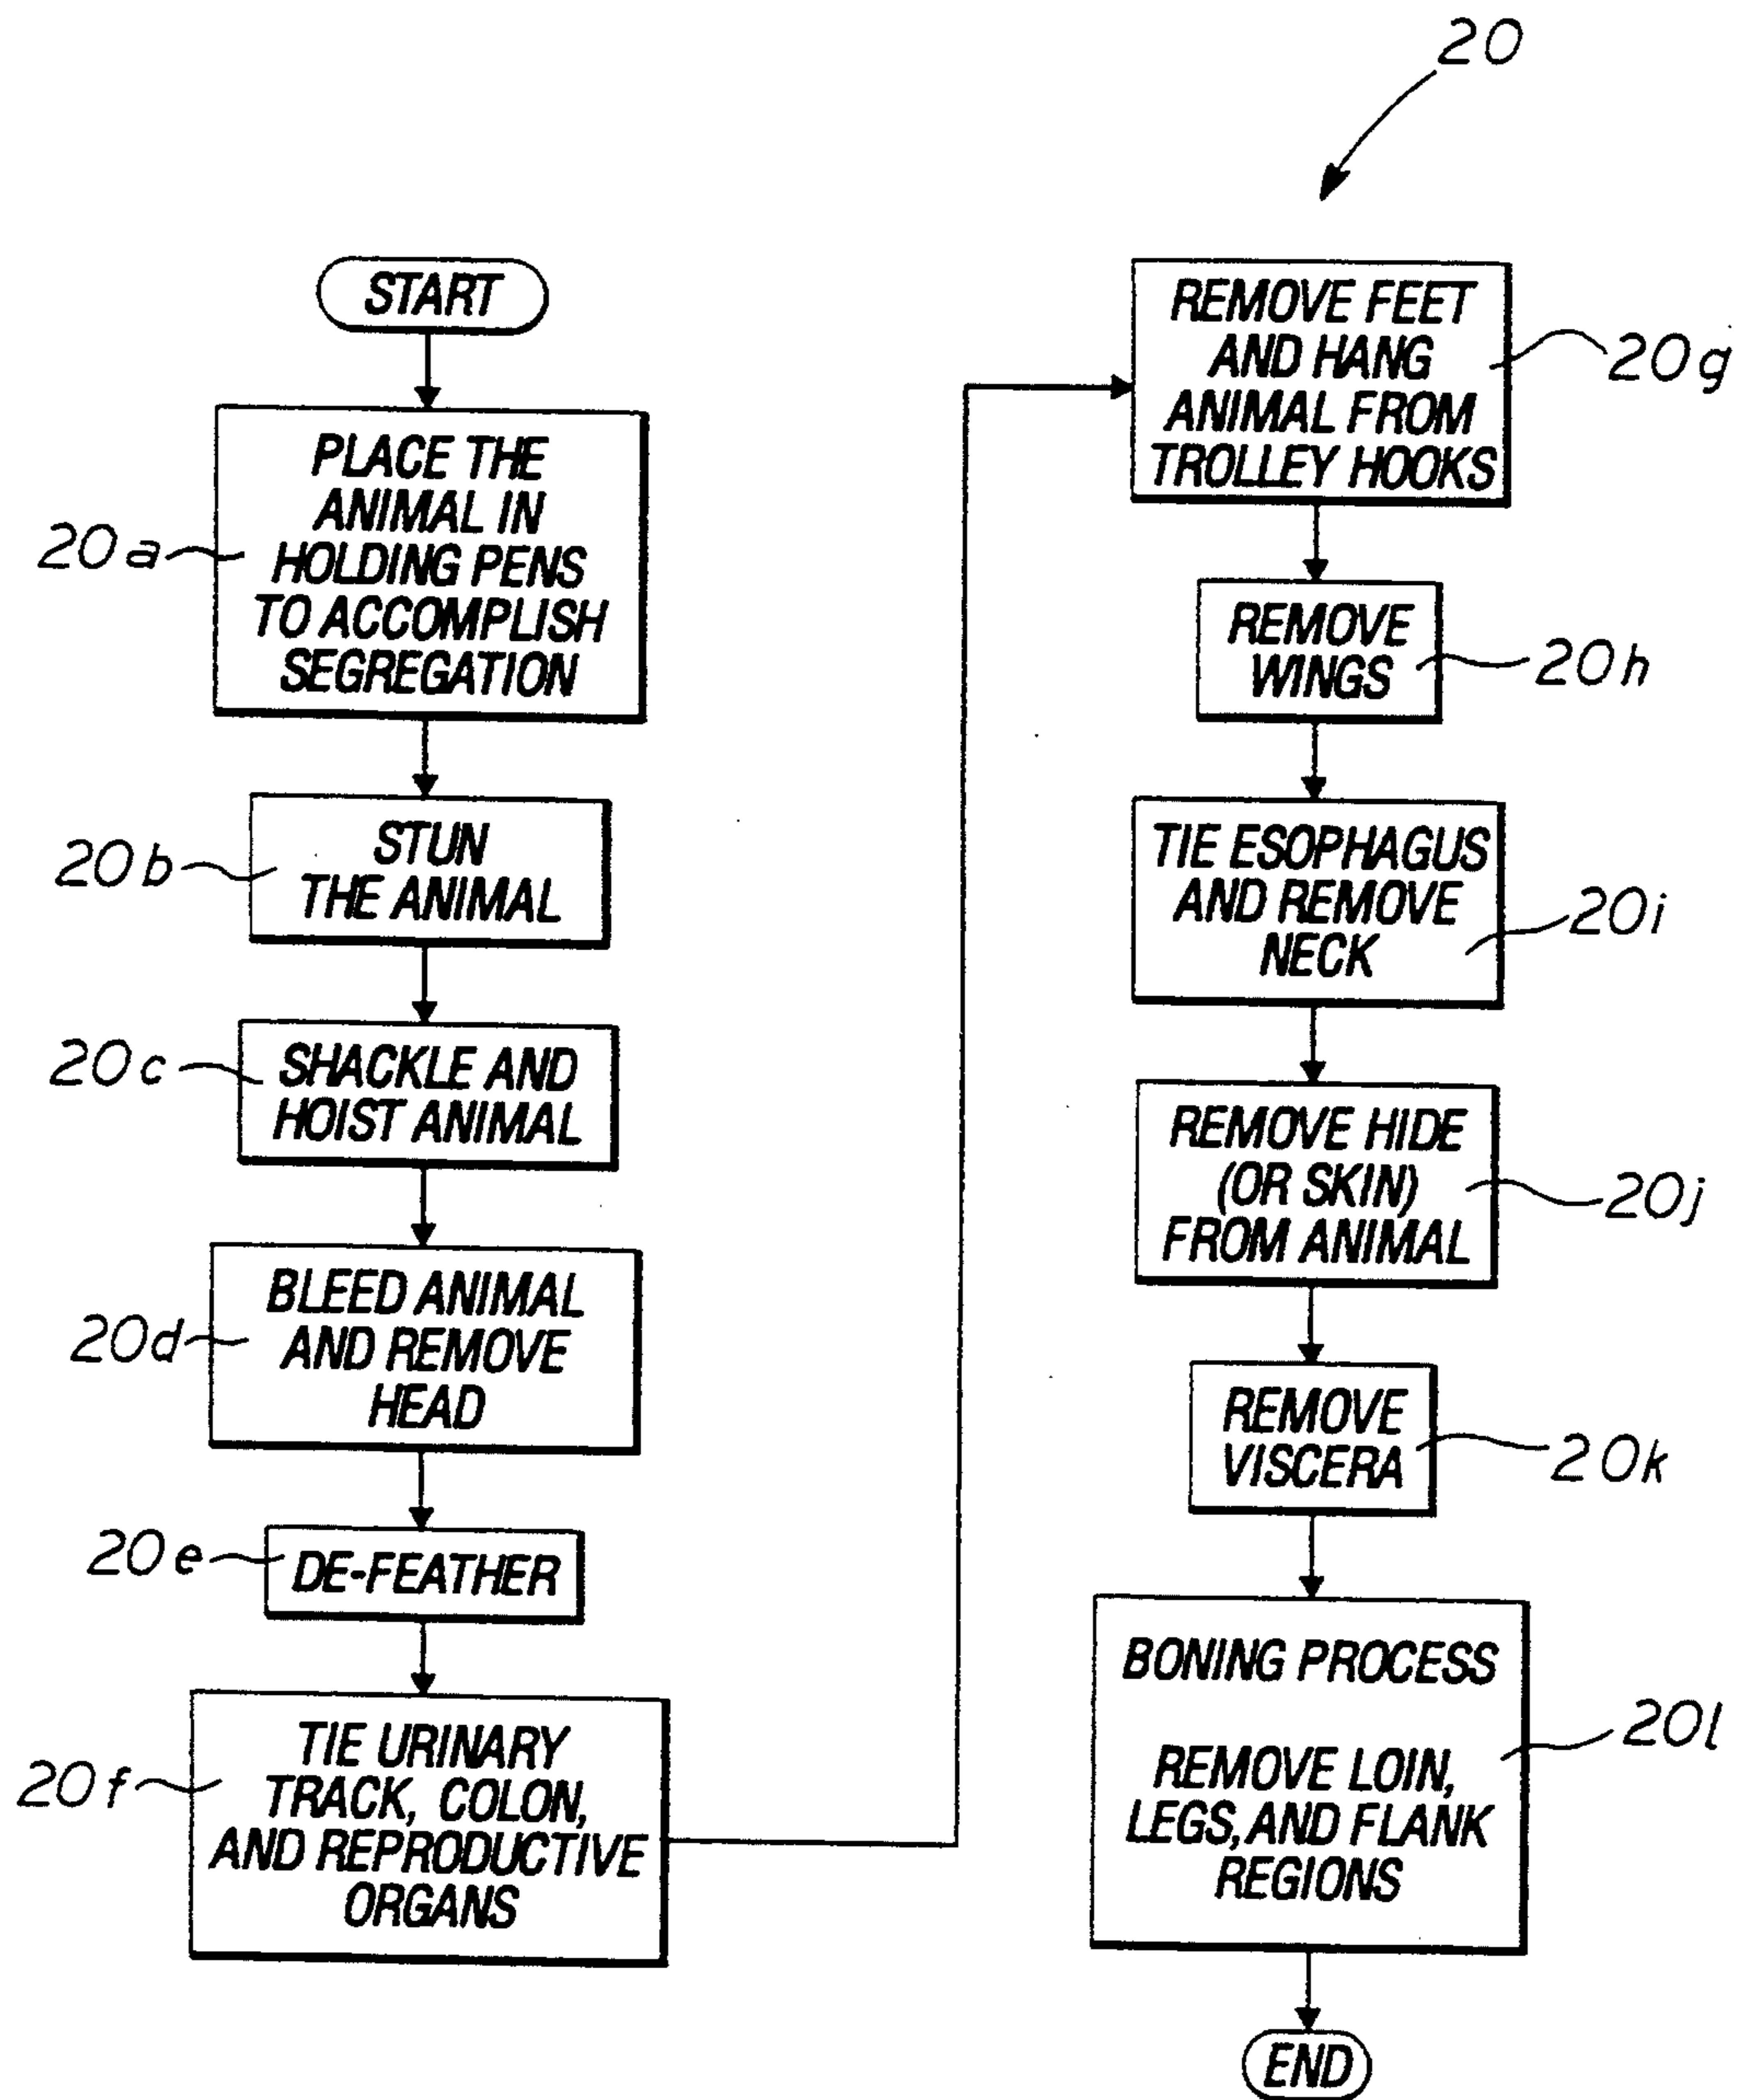 20
START
20a
PLACE THE
ANIMAL IN
HOLDING PENS
TO ACCOMPLISH
SEGREGATION
20b
STUN
THE ANIMAL
20c
SHACKLE AND
HOIST ANIMAL
20d
BLEED ANIMAL
AND REMOVE
HEAD
20e
DE-FEATHER
20f
TIE URINARY
TRACK, COLON,
AND REPRODUCTIVE
ORGANS
REMOVE FEET
AND HANG
ANIMAL FROM
TROLLEY HOOKS
20g
REMOVE
WINGS
20h
TIE ESOPHAGUS
AND REMOVE
NECK
20i
REMOVE HIDE
(OR SKIN)
FROM ANIMAL
20j
REMOVE
VISCERA
20k
BONING PROCESS
REMOVE LOIN,
LEGS, AND FLANK
REGIONS
20l
END